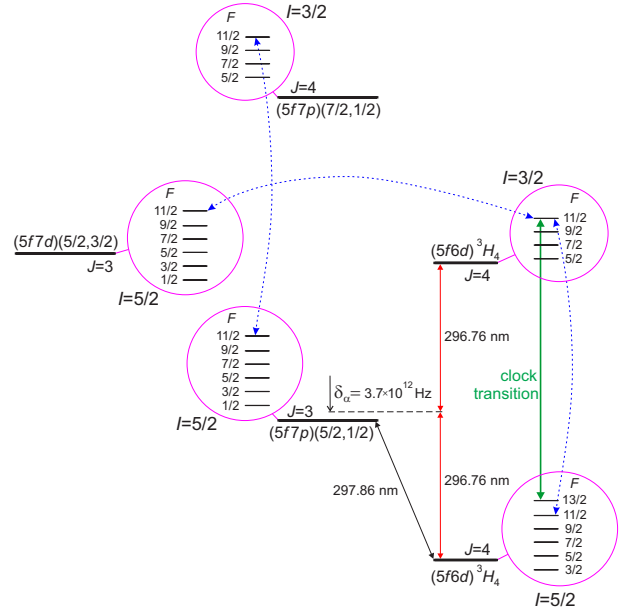 F
I=3/2
11/2
9/2
7/2
5/2
J=4
(5f7p)(7/2,1/2)
F
11/2
9/2
7/2
5/2
3/2
1/2
(5f7d)(5/2,3/2)
J=3
I=5/2
I=3/2
F
11/2
9/2
7/2
5/2
(5f6d) ³H₄
J=4
F
11/2
9/2
7/2
5/2
3/2
1/2
I=5/2
J=3
(5f7p)(5/2,1/2)
δα = 3.7×10¹² Hz
296.76 nm
clock
transition
297.86 nm
296.76 nm
F
13/2
11/2
9/2
7/2
5/2
3/2
J=4
(5f6d) ³H₄
I=5/2